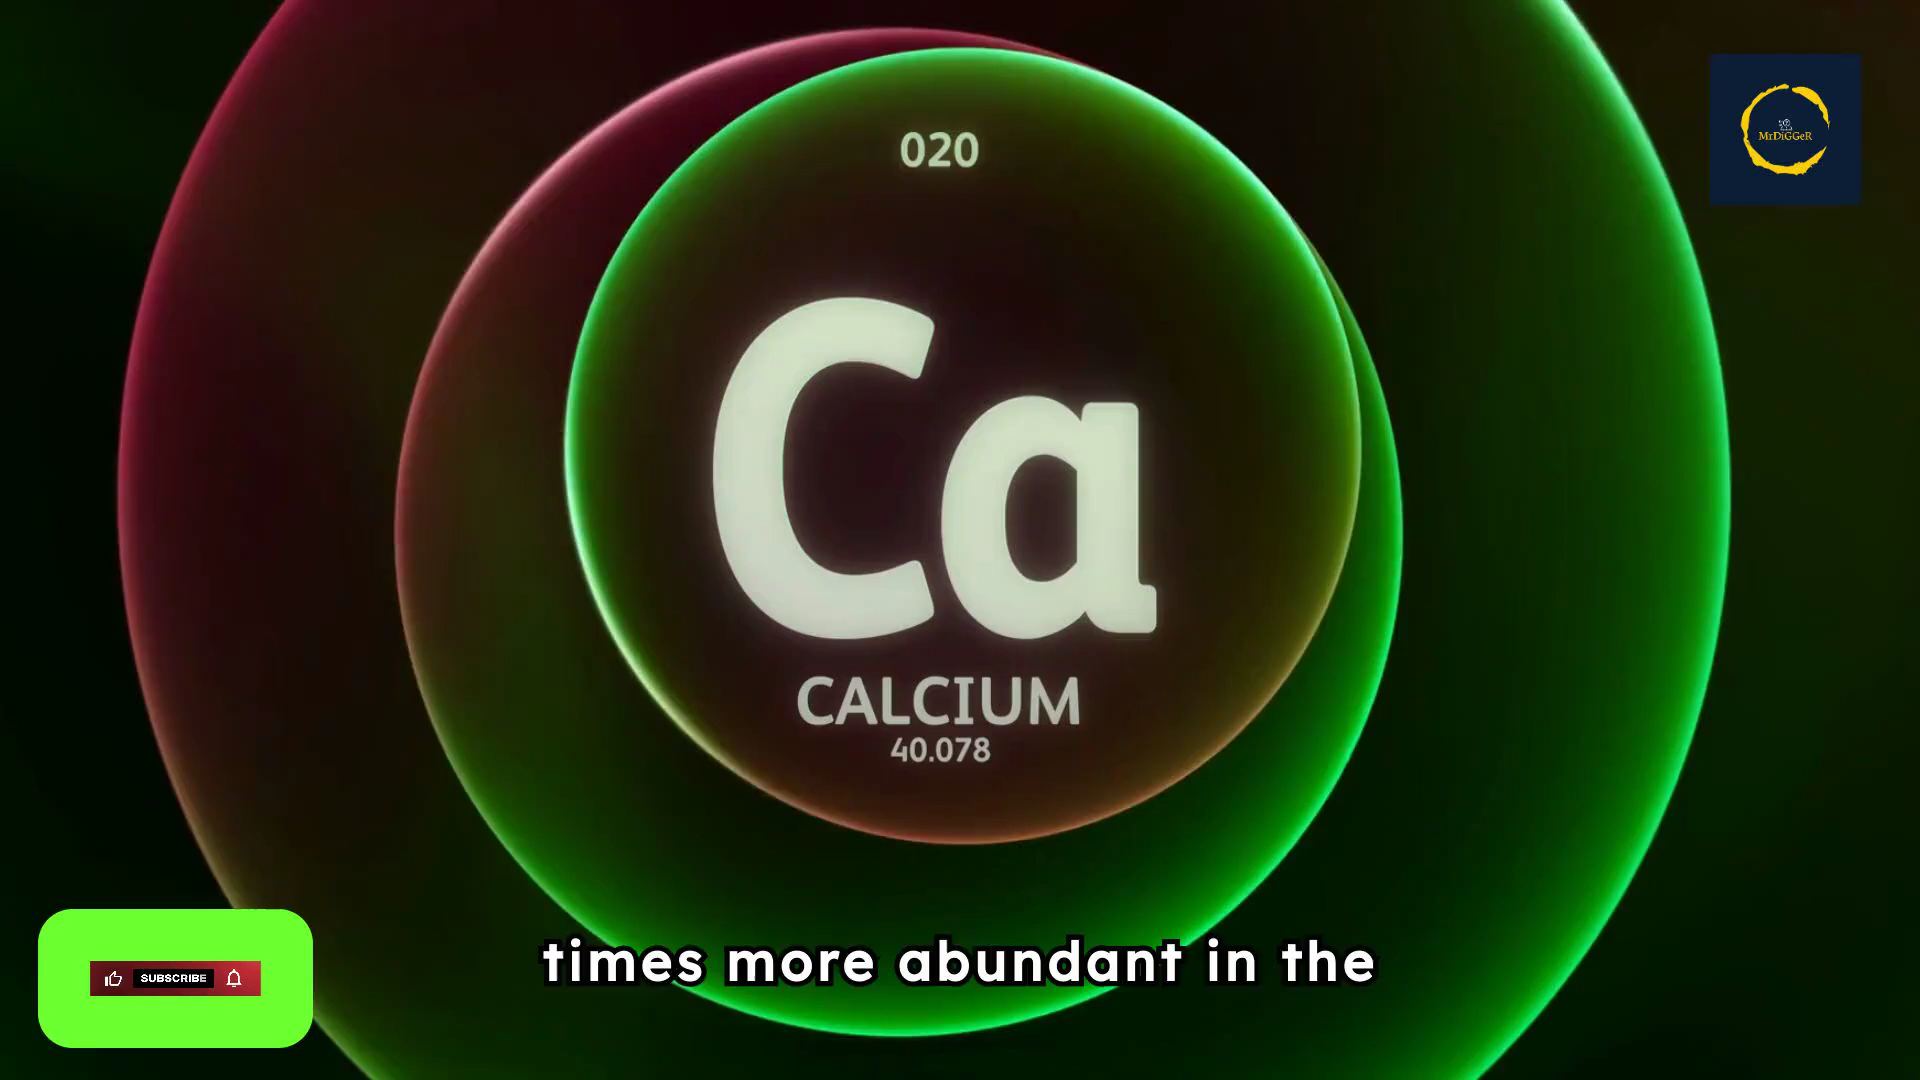 020
MrDiGGeR
Ca
CALCIUM
40.078
times more abundant in the
SUBSCRIBE